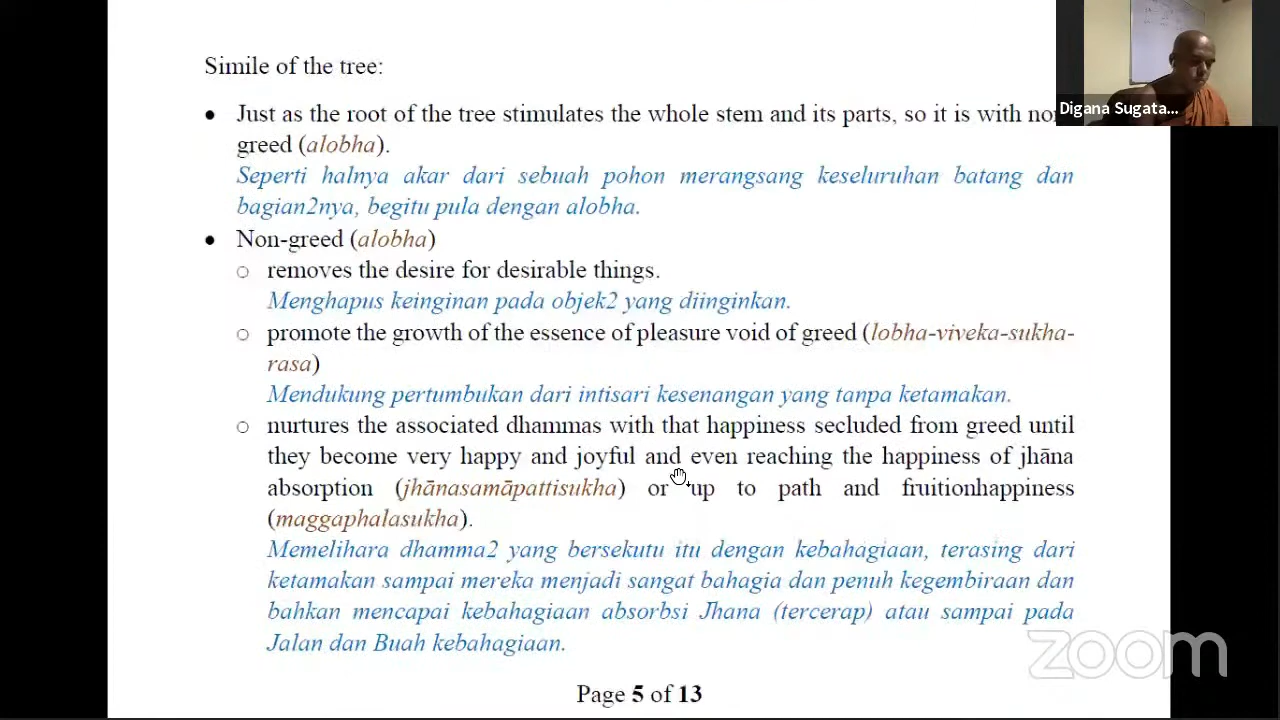 Simile of the tree:
Digana Sugata...
• Just as the root of the tree stimulates the whole stem and its parts, so it is with non
greed (alobha).
Seperti halnya akar dari sebuah pohon merangsang keseluruhan batang dan
bagian2nya, begitu pula dengan alobha.
• Non-greed (alobha)
○ removes the desire for desirable things.
Menghapus keinginan pada objek2 yang diinginkan.
○ promote the growth of the essence of pleasure void of greed (lobha-viveka-sukha-
rasa)
Mendukung pertumbukan dari intisari kesenangan yang tanpa ketamakan.
○ nurtures the associated dhammas with that happiness secluded from greed until
they become very happy and joyful and even reaching the happiness of jhāna
absorption (jhānasamāpattisukha) or up to path and fruitionhappiness
(maggaphalasukha).
Memelihara dhamma2 yang bersekutu itu dengan kebahagiaan, terasing dari
ketamakan sampai mereka menjadi sangat bahagia dan penuh kegembiraan dan
bahkan mencapai kebahagiaan absorbsi Jhana (tercerap) atau sampai pada
Jalan dan Buah kebahagiaan.
zoom
Page 5 of 13